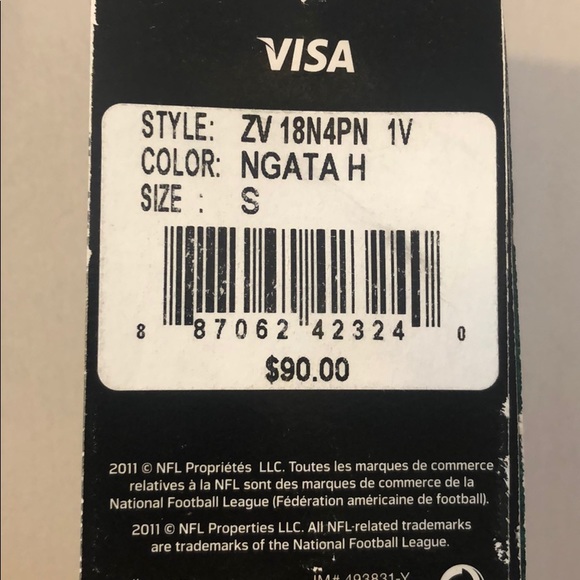 VISA
STYLE: ZV 18N4PN 1V
COLOR: NGATA H
SIZE : S
8 87062 42324 0
$90.00
2011 © NFL Propriétés LLC. Toutes les marques de commerce
relatives à la NFL sont des marques de commerce de la
National Football League (Fédération américaine de football).
2011 © NFL Properties LLC. All NFL-related trademarks
are trademarks of the National Football League.
IM# 493831-Y